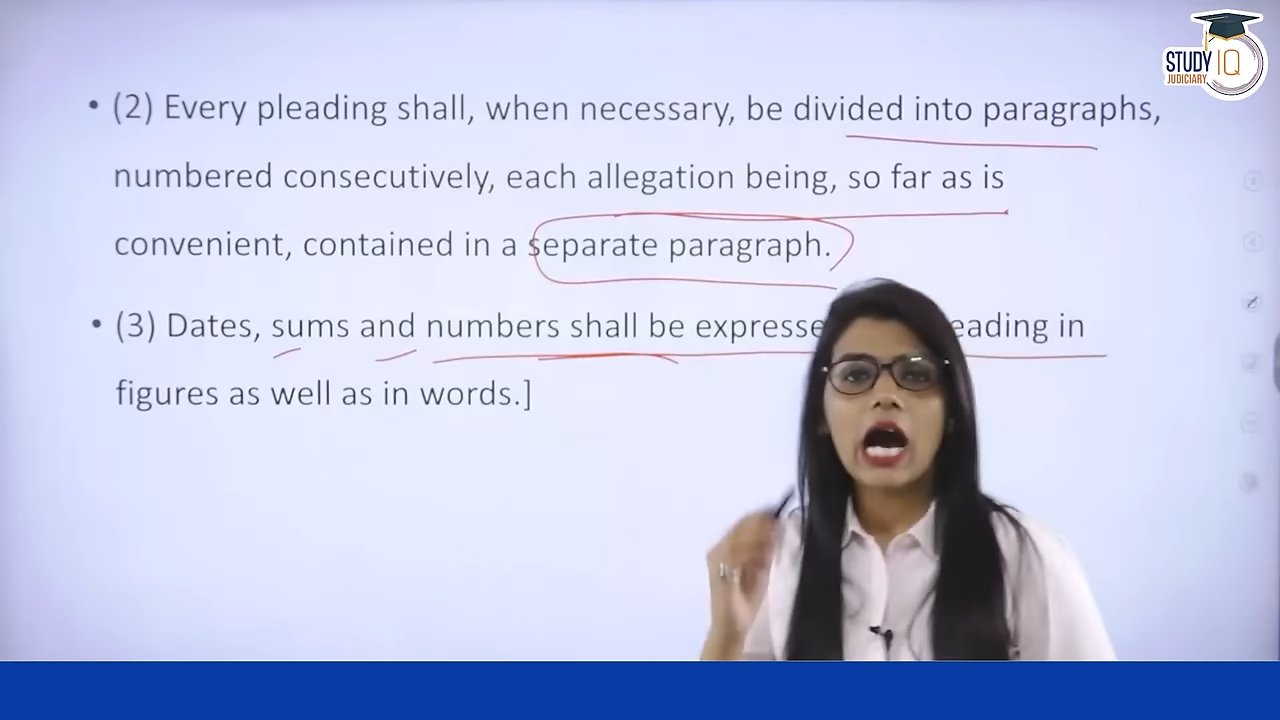 STUDY IQ
JUDICIARY
• (2) Every pleading shall, when necessary, be divided into paragraphs,
numbered consecutively, each allegation being, so far as is
convenient, contained in a separate paragraph.
• (3) Dates, sums and numbers shall be expresse eading in
figures as well as in words.]